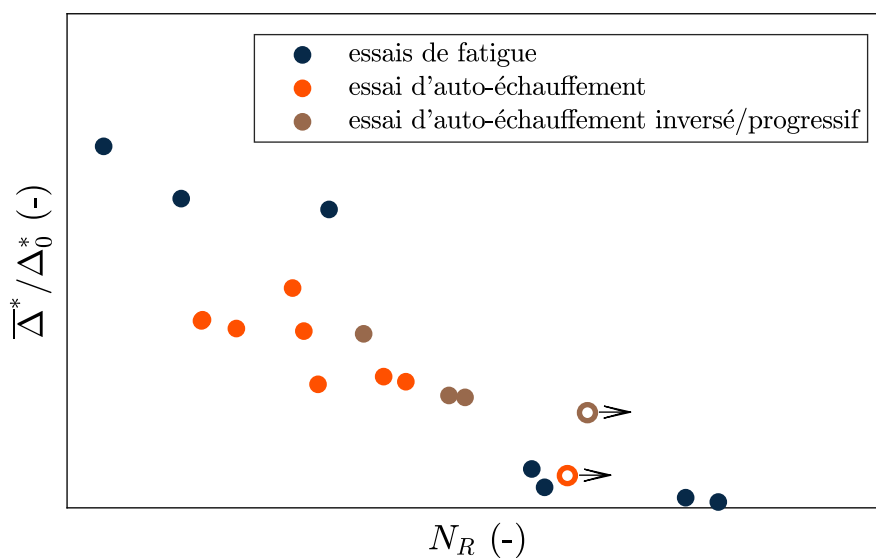 essais de fatigue
essai d'auto-échauffement
essai d'auto-échauffement inversé/progressif
$\overline{\Delta}^*/\Delta_0^*$ (-)
$N_R$ (-)